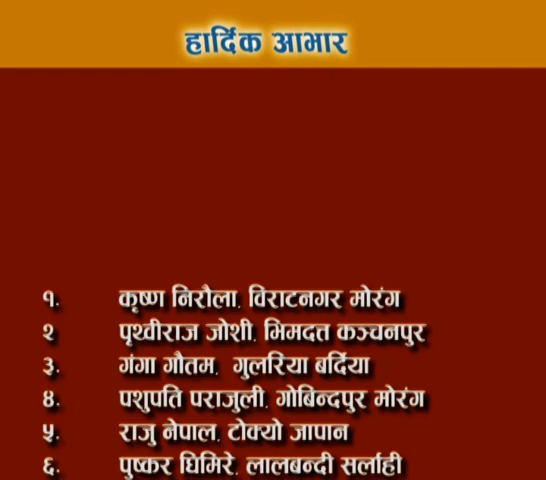 हार्दिक आभार
१. कृष्ण निरौला, विराटनगर मोरंग
२ पृथ्वीराज जोशी, भिमदत्त कञ्चनपुर
३. गंगा गौतम, गुलरिया बर्दिया
४. पशुपति पराजुली, गोबिन्दपुर मोरंग
५. राजु नेपाल, टोक्यो जापान
६. पुष्कर घिमिरे, लालबन्दी सर्लाही